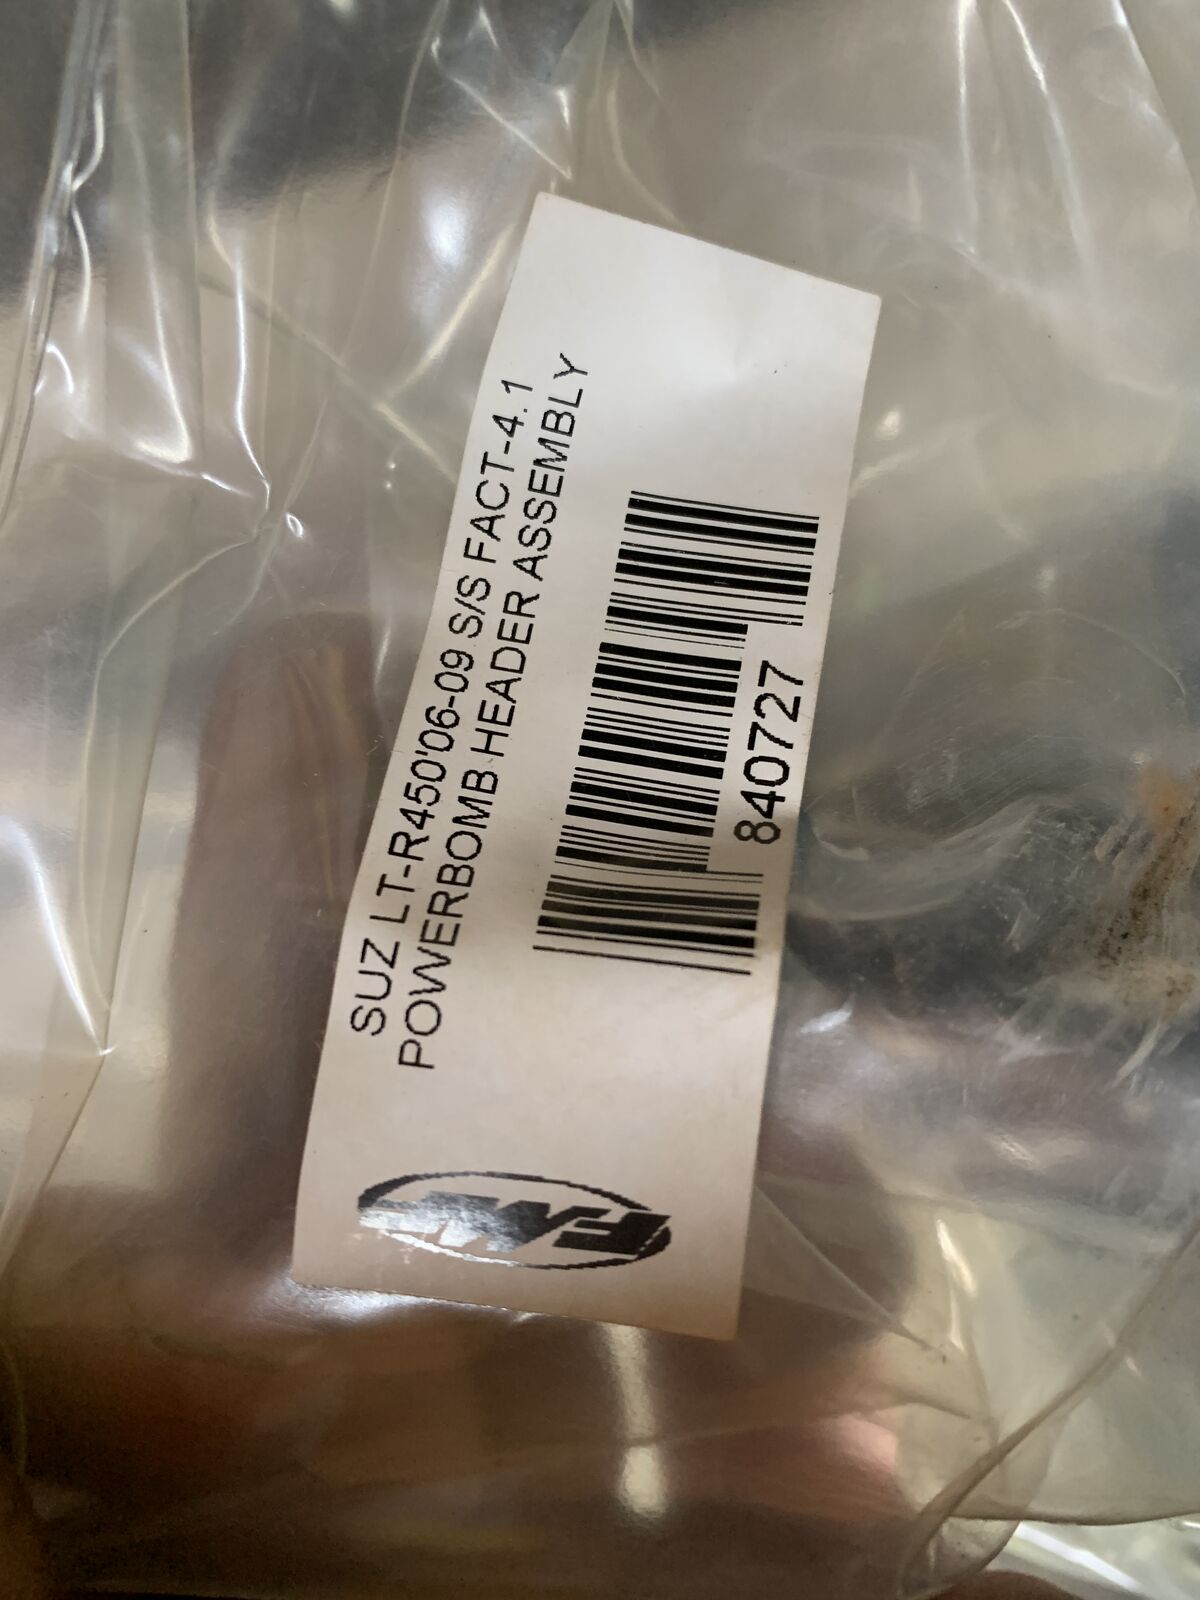 SUZ LT-R450'06-09 S/S FACT-4.1
POWERBOMB HEADER ASSEMBLY
840727
FMF